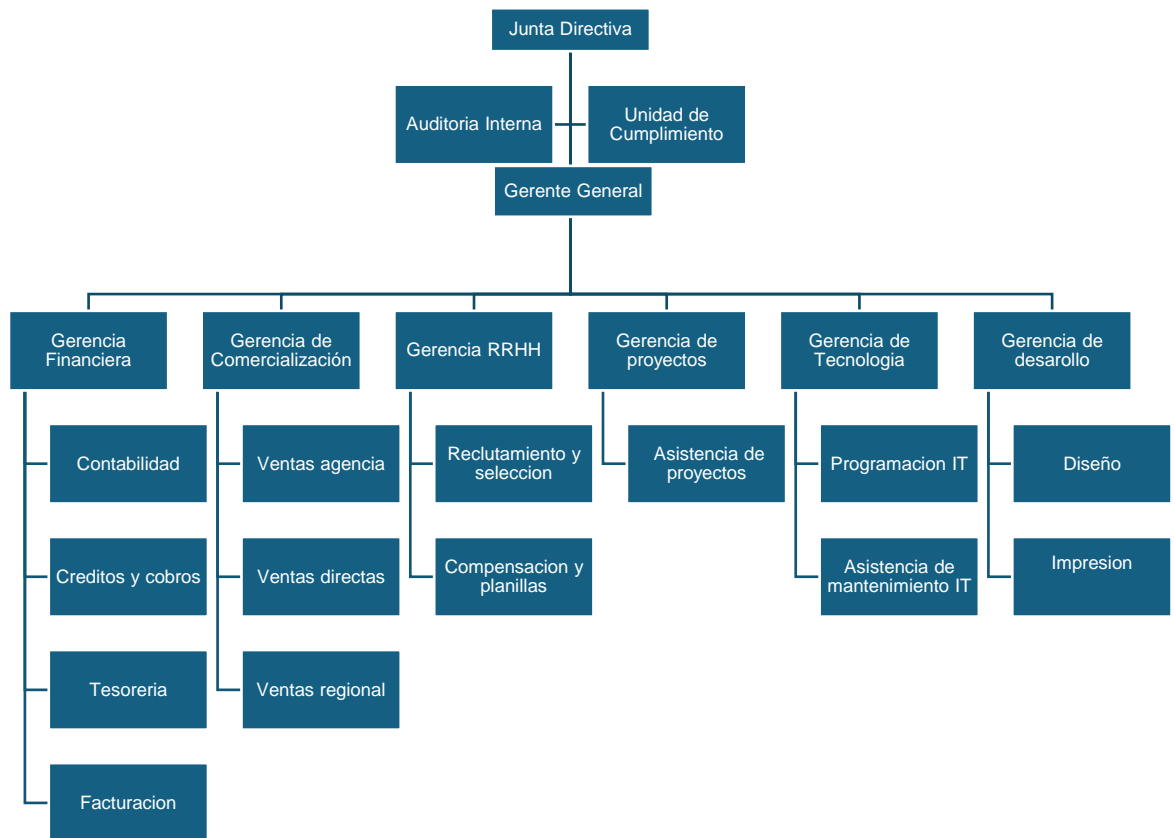 Junta Directiva
Auditoria Interna
Unidad de
Cumplimiento
Gerente General
Gerencia
Financiera
Gerencia de
Comercialización
Gerencia RRHH
Gerencia de
proyectos
Gerencia de
Tecnologia
Gerencia de
desarollo
Contabilidad
Ventas agencia
Reclutamiento y
seleccion
Asistencia de
proyectos
Programacion IT
Diseño
Creditos y cobros
Ventas directas
Compensacion y
planillas
Asistencia de
mantenimiento IT
Impresion
Tesoreria
Ventas regional
Facturacion